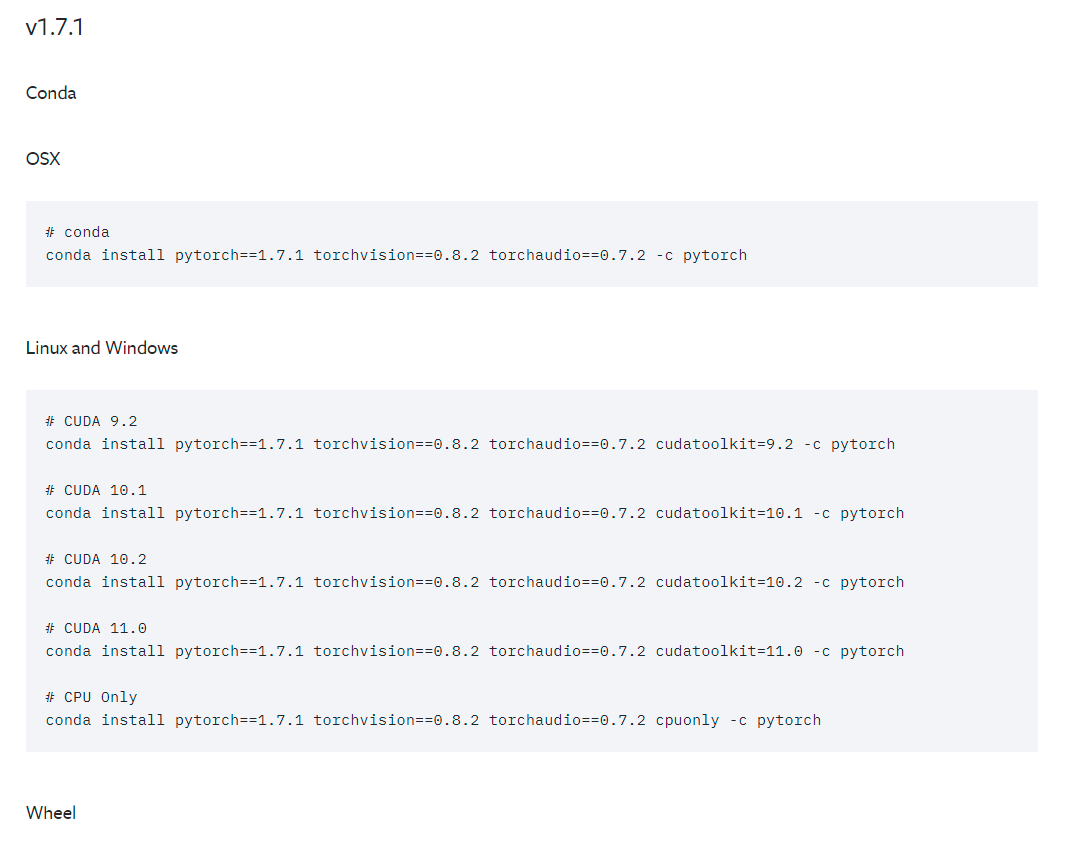 v1.7.1
Conda
OSX
# conda
conda install pytorch==1.7.1 torchvision==0.8.2 torchaudio==0.7.2 -c pytorch
Linux and Windows
# CUDA 9.2
conda install pytorch==1.7.1 torchvision==0.8.2 torchaudio==0.7.2 cudatoolkit=9.2 -c pytorch
# CUDA 10.1
conda install pytorch==1.7.1 torchvision==0.8.2 torchaudio==0.7.2 cudatoolkit=10.1 -c pytorch
# CUDA 10.2
conda install pytorch==1.7.1 torchvision==0.8.2 torchaudio==0.7.2 cudatoolkit=10.2 -c pytorch
# CUDA 11.0
conda install pytorch==1.7.1 torchvision==0.8.2 torchaudio==0.7.2 cudatoolkit=11.0 -c pytorch
# CPU Only
conda install pytorch==1.7.1 torchvision==0.8.2 torchaudio==0.7.2 cpuonly -c pytorch
Wheel